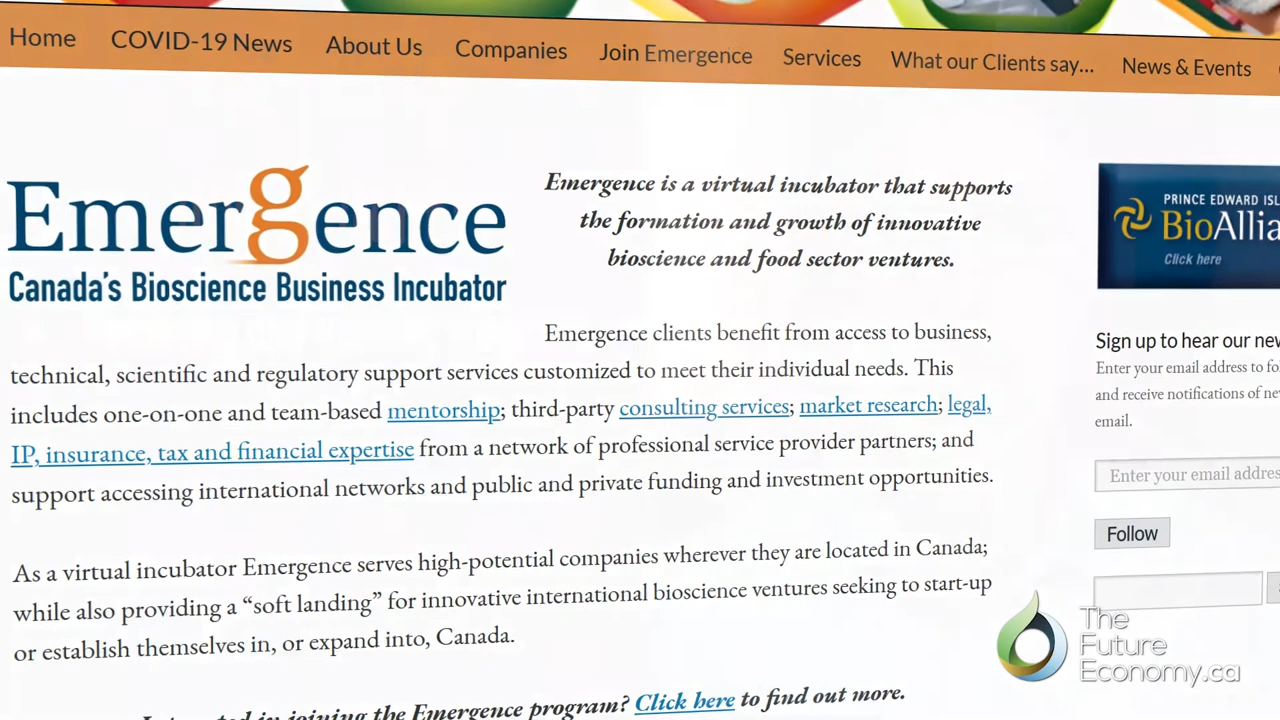 Home COVID-19 News About Us Companies Join Emergence Services What our Clients say... News & Events
Emergence
Canada's Bioscience Business Incubator
Emergence is a virtual incubator that supports
the formation and growth of innovative
bioscience and food sector ventures.
Emergence clients benefit from access to business,
technical, scientific and regulatory support services customized to meet their individual needs. This
includes one-on-one and team-based mentorship; third-party consulting services; market research; legal,
IP, insurance, tax and financial expertise from a network of professional service provider partners; and
support accessing international networks and public and private funding and investment opportunities.
As a virtual incubator Emergence serves high-potential companies wherever they are located in Canada;
while also providing a “soft landing” for innovative international bioscience ventures seeking to start-up
or establish themselves in, or expand into, Canada.
in joining the Emergence program? Click here to find out more.
PRINCE EDWARD
Click here
Sign up to hear our
Enter your email address to
and receive notifications of
email.
Enter your email
Follow
The
Future
Economy.ca